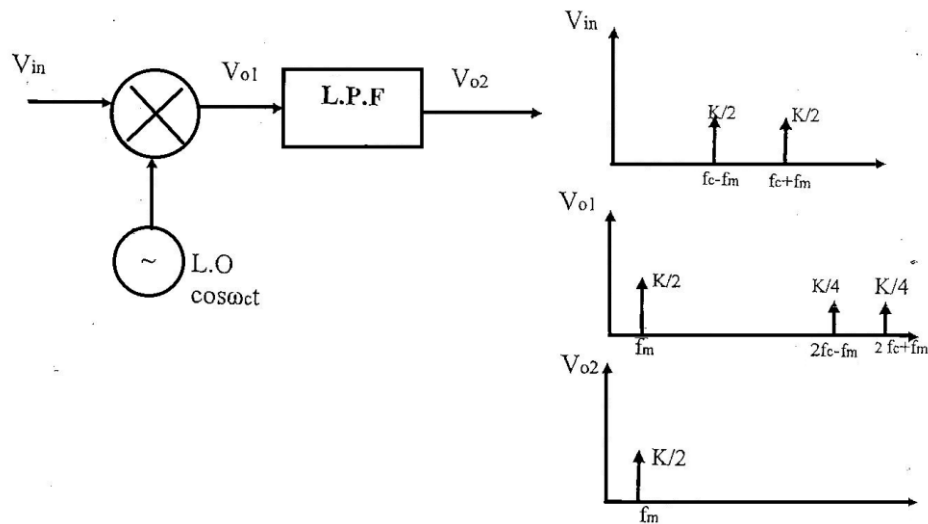 Vin
Vo1
L.P.F
Vo2
~
L.O
cosωct
Vin
K/2
K/2
fc-fm
fc+fm
Vo1
K/2
K/4
K/4
fm
2fc-fm
2 fc+fm
Vo2
K/2
fm